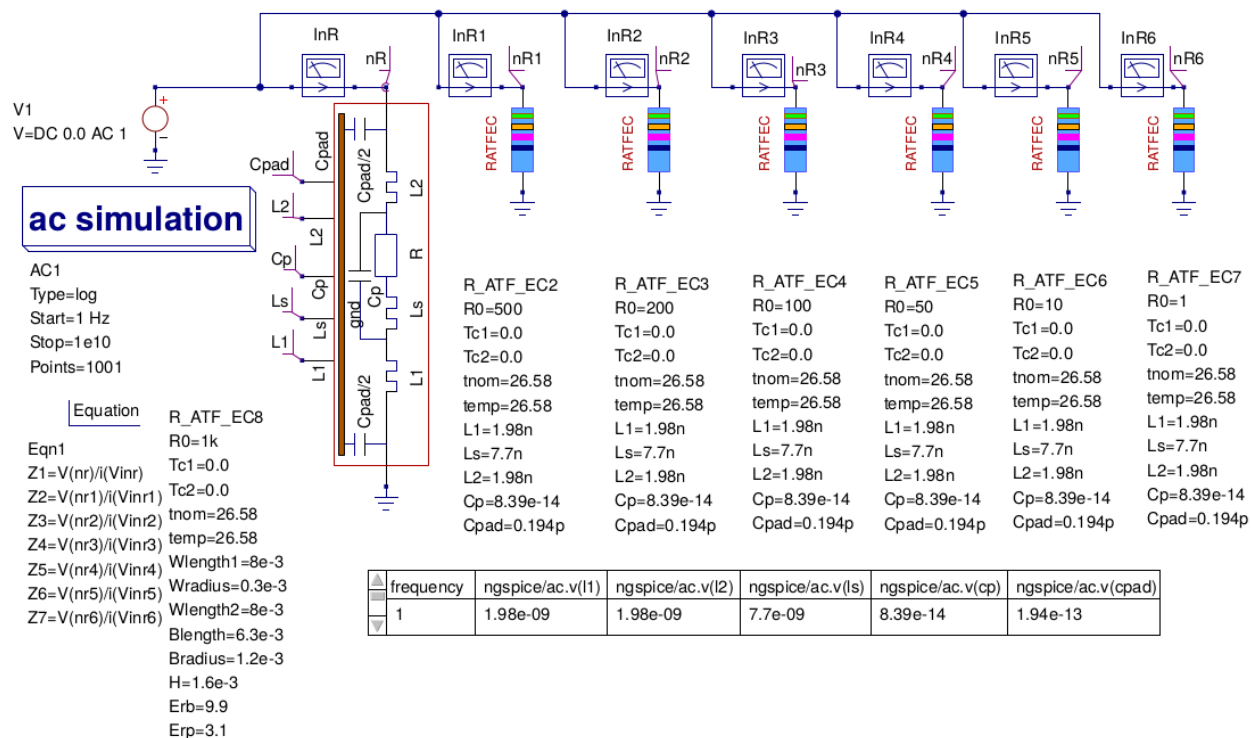 InR
nR
InR1
nR1
InR2
nR2
InR3
nR3
InR4
nR4
InR5
nR5
InR6
nR6
V1
V=DC 0.0 AC 1
RATFEC
RATFEC
RATFEC
RATFEC
RATFEC
RATFEC
Cpad
L2
Cp
Ls
L1
Cpad
L2
Cp
Ls
L1
Cpad/2
L2
R
Cp
Ls
gnd
L1
Cpad/2
ac simulation
AC1
Type=log
Start=1 Hz
Stop=1e10
Points=1001
Equation
Eqn1
Z1=V(nr)/i(Vinr)
Z2=V(nr1)/i(Vinr1)
Z3=V(nr2)/i(Vinr2)
Z4=V(nr3)/i(Vinr3)
Z5=V(nr4)/i(Vinr4)
Z6=V(nr5)/i(Vinr5)
Z7=V(nr6)/i(Vinr6)
R_ATF_EC8
R0=1k
Tc1=0.0
Tc2=0.0
tnom=26.58
temp=26.58
Wlength1=8e-3
Wradius=0.3e-3
Wlength2=8e-3
Blength=6.3e-3
Bradius=1.2e-3
H=1.6e-3
Erb=9.9
Erp=3.1
R_ATF_EC2
R0=500
Tc1=0.0
Tc2=0.0
tnom=26.58
temp=26.58
L1=1.98n
Ls=7.7n
L2=1.98n
Cp=8.39e-14
Cpad=0.194p
R_ATF_EC3
R0=200
Tc1=0.0
Tc2=0.0
tnom=26.58
temp=26.58
L1=1.98n
Ls=7.7n
L2=1.98n
Cp=8.39e-14
Cpad=0.194p
R_ATF_EC4
R0=100
Tc1=0.0
Tc2=0.0
tnom=26.58
temp=26.58
L1=1.98n
Ls=7.7n
L2=1.98n
Cp=8.39e-14
Cpad=0.194p
R_ATF_EC5
R0=50
Tc1=0.0
Tc2=0.0
tnom=26.58
temp=26.58
L1=1.98n
Ls=7.7n
L2=1.98n
Cp=8.39e-14
Cpad=0.194p
R_ATF_EC6
R0=10
Tc1=0.0
Tc2=0.0
tnom=26.58
temp=26.58
L1=1.98n
Ls=7.7n
L2=1.98n
Cp=8.39e-14
Cpad=0.194p
R_ATF_EC7
R0=1
Tc1=0.0
Tc2=0.0
tnom=26.58
temp=26.58
L1=1.98n
Ls=7.7n
L2=1.98n
Cp=8.39e-14
Cpad=0.194p
frequency ngspice/ac.v(l1) ngspice/ac.v(l2) ngspice/ac.v(ls) ngspice/ac.v(cp) ngspice/ac.v(cpad)
1 1.98e-09 1.98e-09 7.7e-09 8.39e-14 1.94e-13